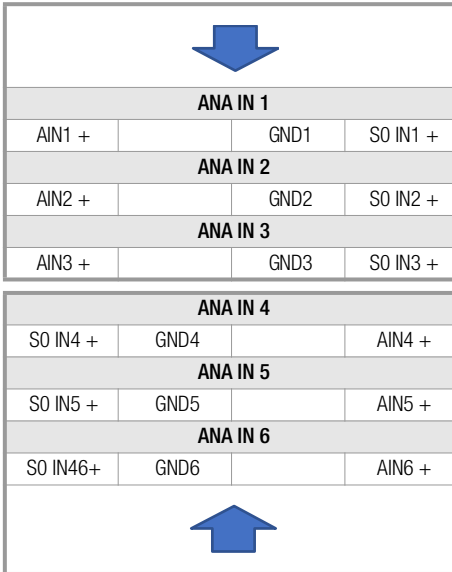 ANA IN 1
AIN1 + GND1 S0 IN1 +
ANA IN 2
AIN2 + GND2 S0 IN2 +
ANA IN 3
AIN3 + GND3 S0 IN3 +
ANA IN 4
S0 IN4 + GND4 AIN4 +
ANA IN 5
S0 IN5 + GND5 AIN5 +
ANA IN 6
S0 IN46+ GND6 AIN6 +